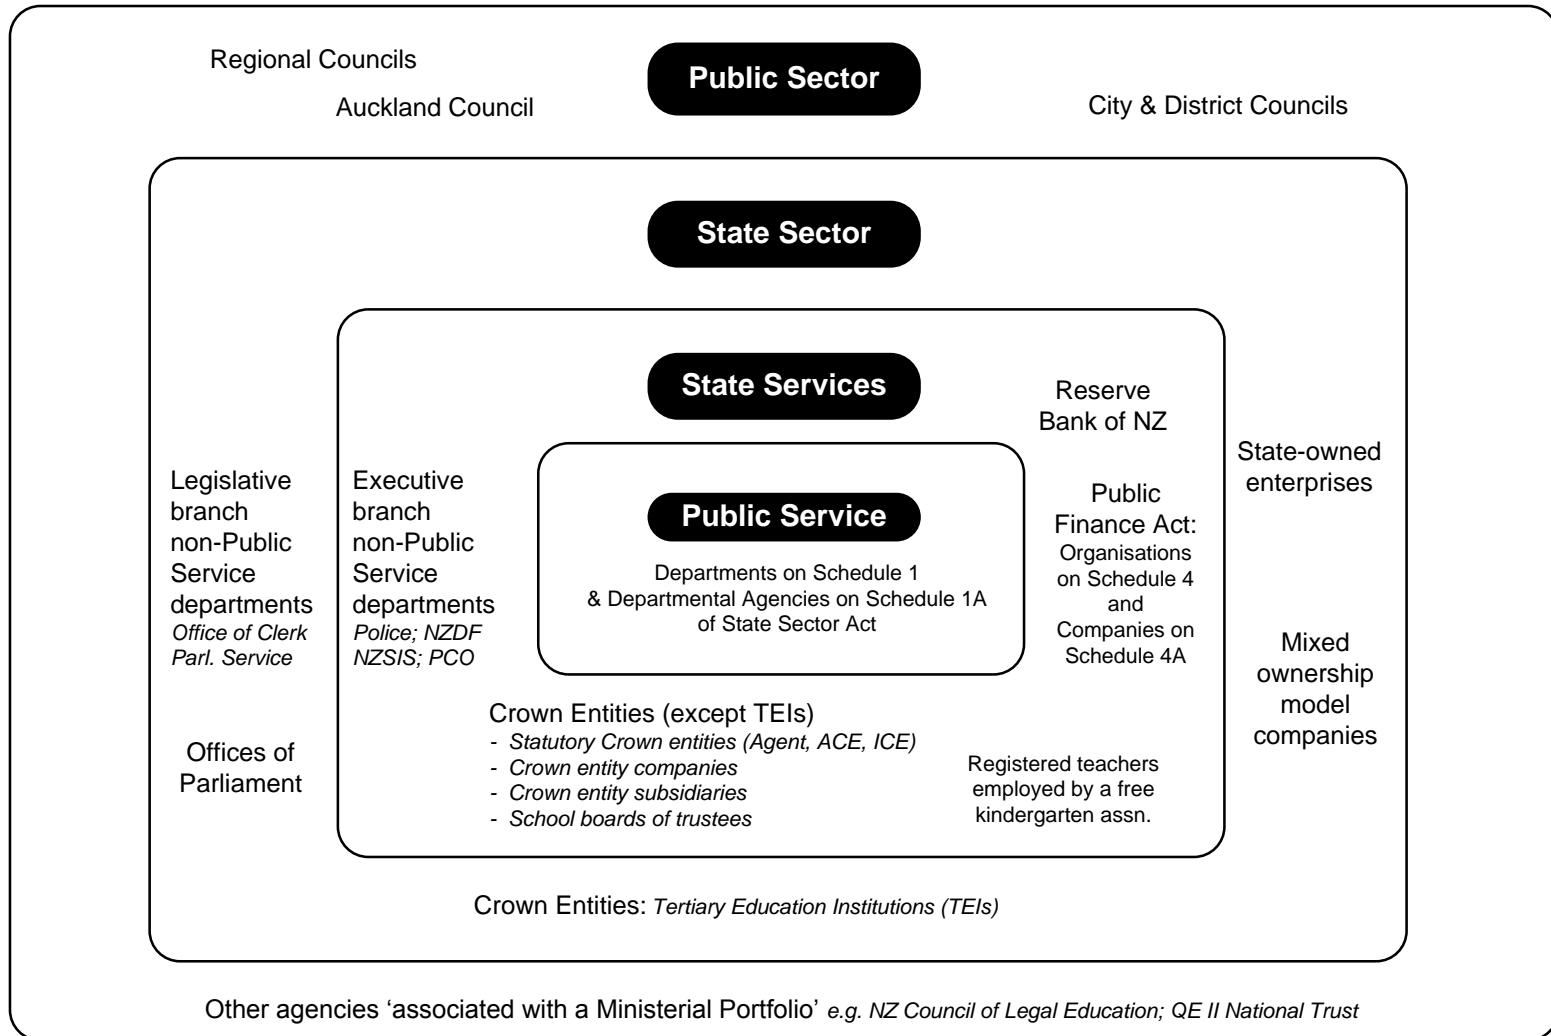 Regional Councils
Public Sector
Auckland Council
City & District Councils
State Sector
State Services
Reserve
Bank of NZ
Legislative
branch
non-Public
Service
departments
Office of Clerk
Parl. Service
Executive
branch
non-Public
Service
departments
Police; NZDF
NZSIS; PCO
Public Service
Departments on Schedule 1
& Departmental Agencies on Schedule 1A
of State Sector Act
Public
Finance Act:
Organisations
on Schedule 4
and
Companies on
Schedule 4A
State-owned
enterprises
Mixed
ownership
model
companies
Offices of
Parliament
Crown Entities (except TEIs)
- Statutory Crown entities (Agent, ACE, ICE)
- Crown entity companies
- Crown entity subsidiaries
- School boards of trustees
Registered teachers
employed by a free
kindergarten assn.
Crown Entities: Tertiary Education Institutions (TEIs)
Other agencies ‘associated with a Ministerial Portfolio’ e.g. NZ Council of Legal Education; QE II National Trust